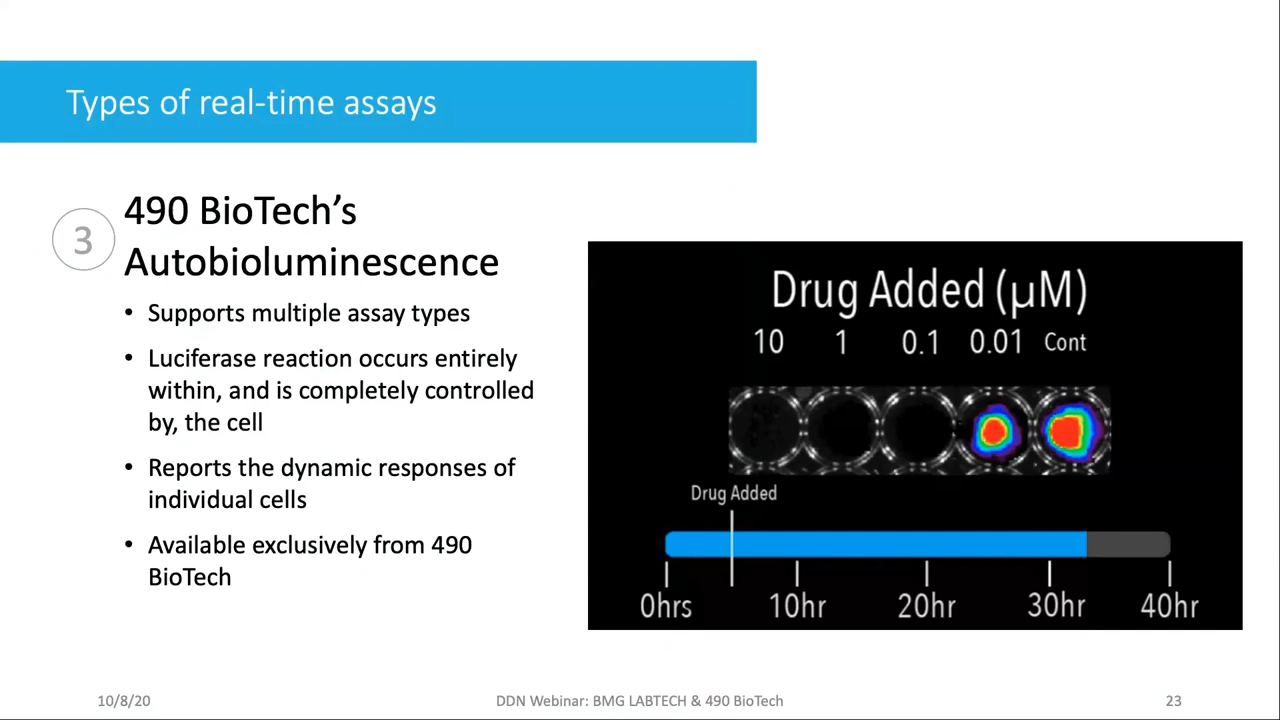 Types of real-time assays
3
490 BioTech’s
Autobioluminescence
• Supports multiple assay types
• Luciferase reaction occurs entirely
within, and is completely controlled
by, the cell
• Reports the dynamic responses of
individual cells
• Available exclusively from 490
BioTech
Drug Added (µM)
10 1 0.1 0.01 Cont
Drug Added
0hrs 10hr 20hr 30hr 40hr
10/8/20 DDN Webinar: BMG LABTECH & 490 BioTech 23